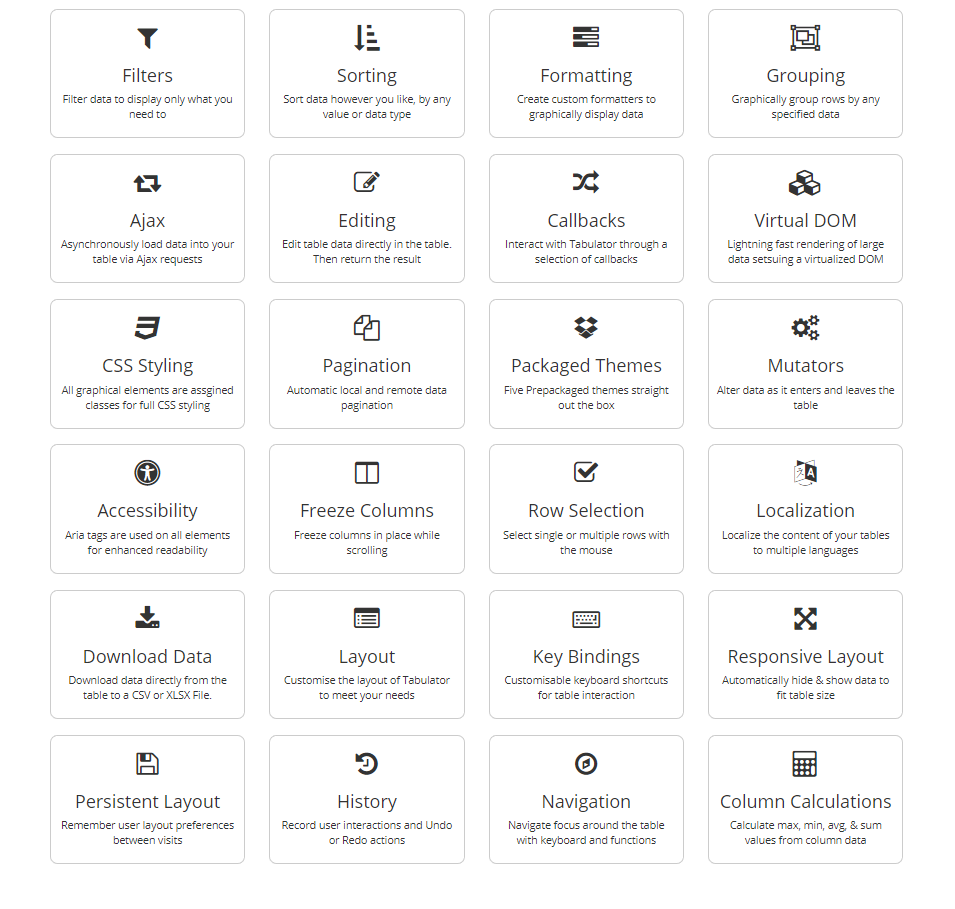 Filters
Filter data to display only what you
need to
Sorting
Sort data however you like, by any
value or data type
Formatting
Create custom formatters to
graphically display data
Grouping
Graphically group rows by any
specified data
Ajax
Asynchronously load data into your
table via Ajax requests
Editing
Edit table data directly in the table.
Then return the result
Callbacks
Interact with Tabulator through a
selection of callbacks
Virtual DOM
Lightning fast rendering of large
data setsuing a virtualized DOM
CSS Styling
All graphical elements are assgined
classes for full CSS styling
Pagination
Automatic local and remote data
pagination
Packaged Themes
Five Prepackaged themes straight
out the box
Mutators
Alter data as it enters and leaves the
table
Accessibility
Aria tags are used on all elements
for enhanced readability
Freeze Columns
Freeze columns in place while
scrolling
Row Selection
Select single or multiple rows with
the mouse
Localization
Localize the content of your tables
to multiple languages
Download Data
Download data directly from the
table to a CSV or XLSX File.
Layout
Customise the layout of Tabulator
to meet your needs
Key Bindings
Customisable keyboard shortcuts
for table interaction
Responsive Layout
Automatically hide & show data to
fit table size
Persistent Layout
Remember user layout preferences
between visits
History
Record user interactions and Undo
or Redo actions
Navigation
Navigate focus around the table
with keyboard and functions
Column Calculations
Calculate max, min, avg, & sum
values from column data